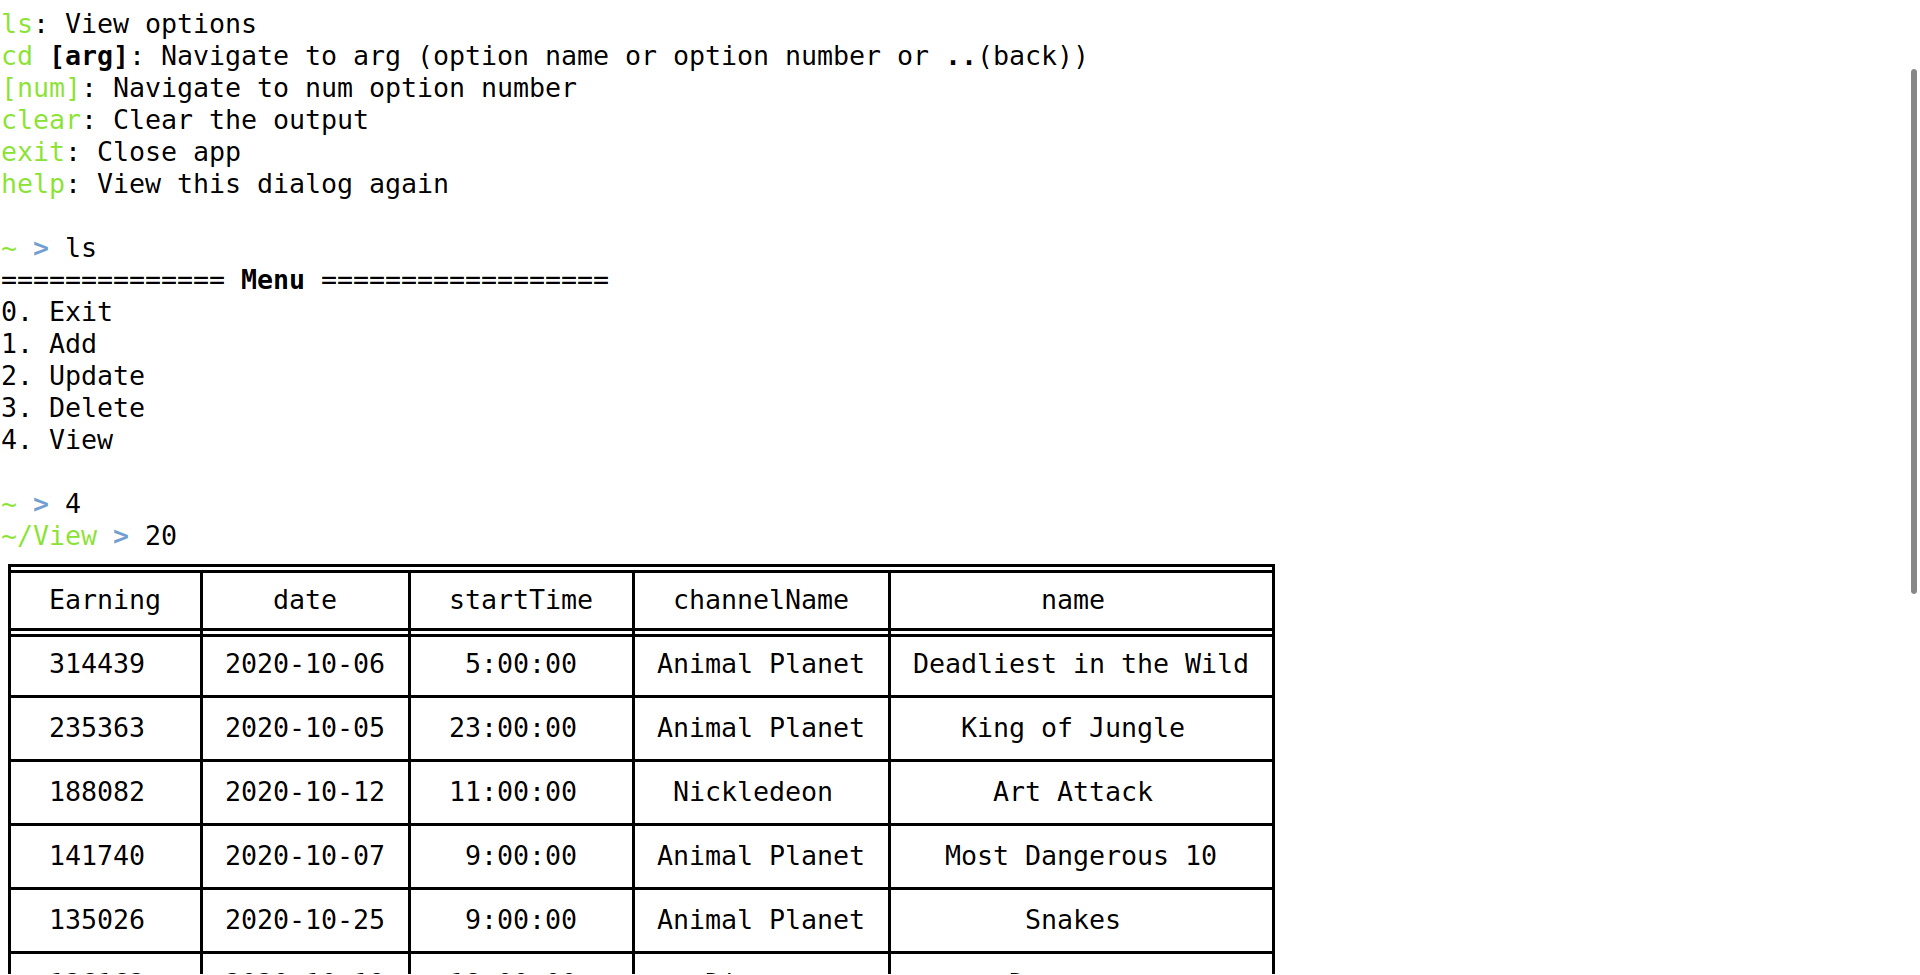 ls: View options
cd [arg]: Navigate to arg (option name or option number or ..(back))
[num]: Navigate to num option number
clear: Clear the output
exit: Close app
help: View this dialog again
~ > ls
============== Menu ==================
0. Exit
1. Add
2. Update
3. Delete
4. View
~ > 4
~/View > 20
Earning date startTime channelName name
314439 2020-10-06 5:00:00 Animal Planet Deadliest in the Wild
235363 2020-10-05 23:00:00 Animal Planet King of Jungle
188082 2020-10-12 11:00:00 Nickledeon Art Attack
141740 2020-10-07 9:00:00 Animal Planet Most Dangerous 10
135026 2020-10-25 9:00:00 Animal Planet Snakes